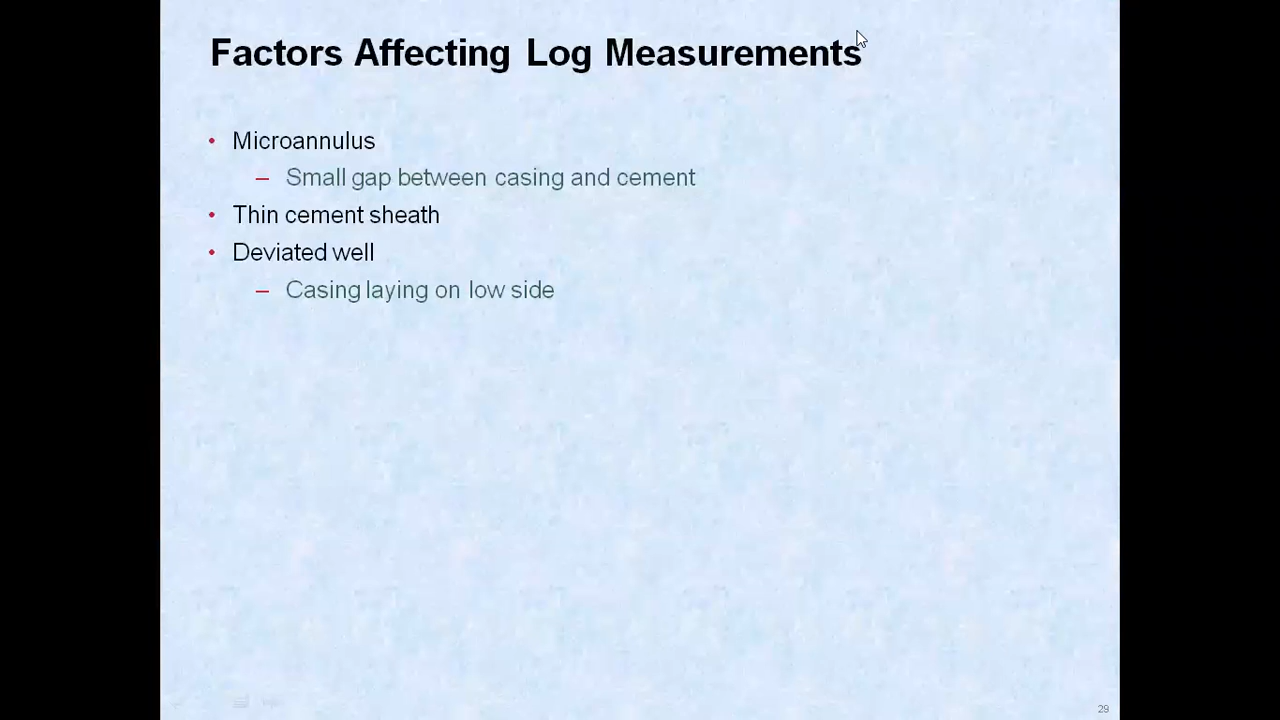 Factors Affecting Log Measurements
• Microannulus
– Small gap between casing and cement
• Thin cement sheath
• Deviated well
– Casing laying on low side
29